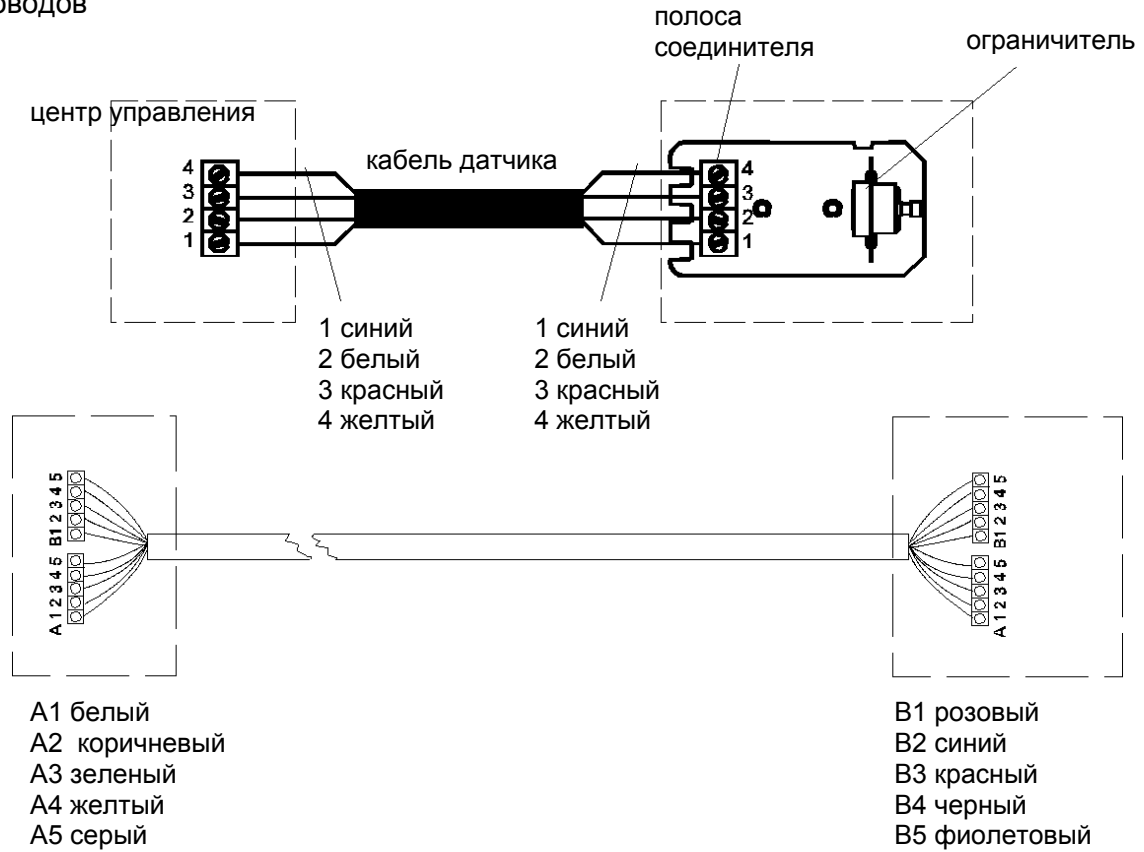 оводов
полоса
соединителя
ограничитель
центр управления
кабель датчика
4
3
2
1
4
3
2
1
1 синий
2 белый
3 красный
4 желтый
1 синий
2 белый
3 красный
4 желтый
B1 2 3 4 5
A 1 2 3 4 5
B1 2 3 4 5
A 1 2 3 4 5
A1 белый
A2 коричневый
A3 зеленый
A4 желтый
A5 серый
B1 розовый
B2 синий
B3 красный
B4 черный
B5 фиолетовый